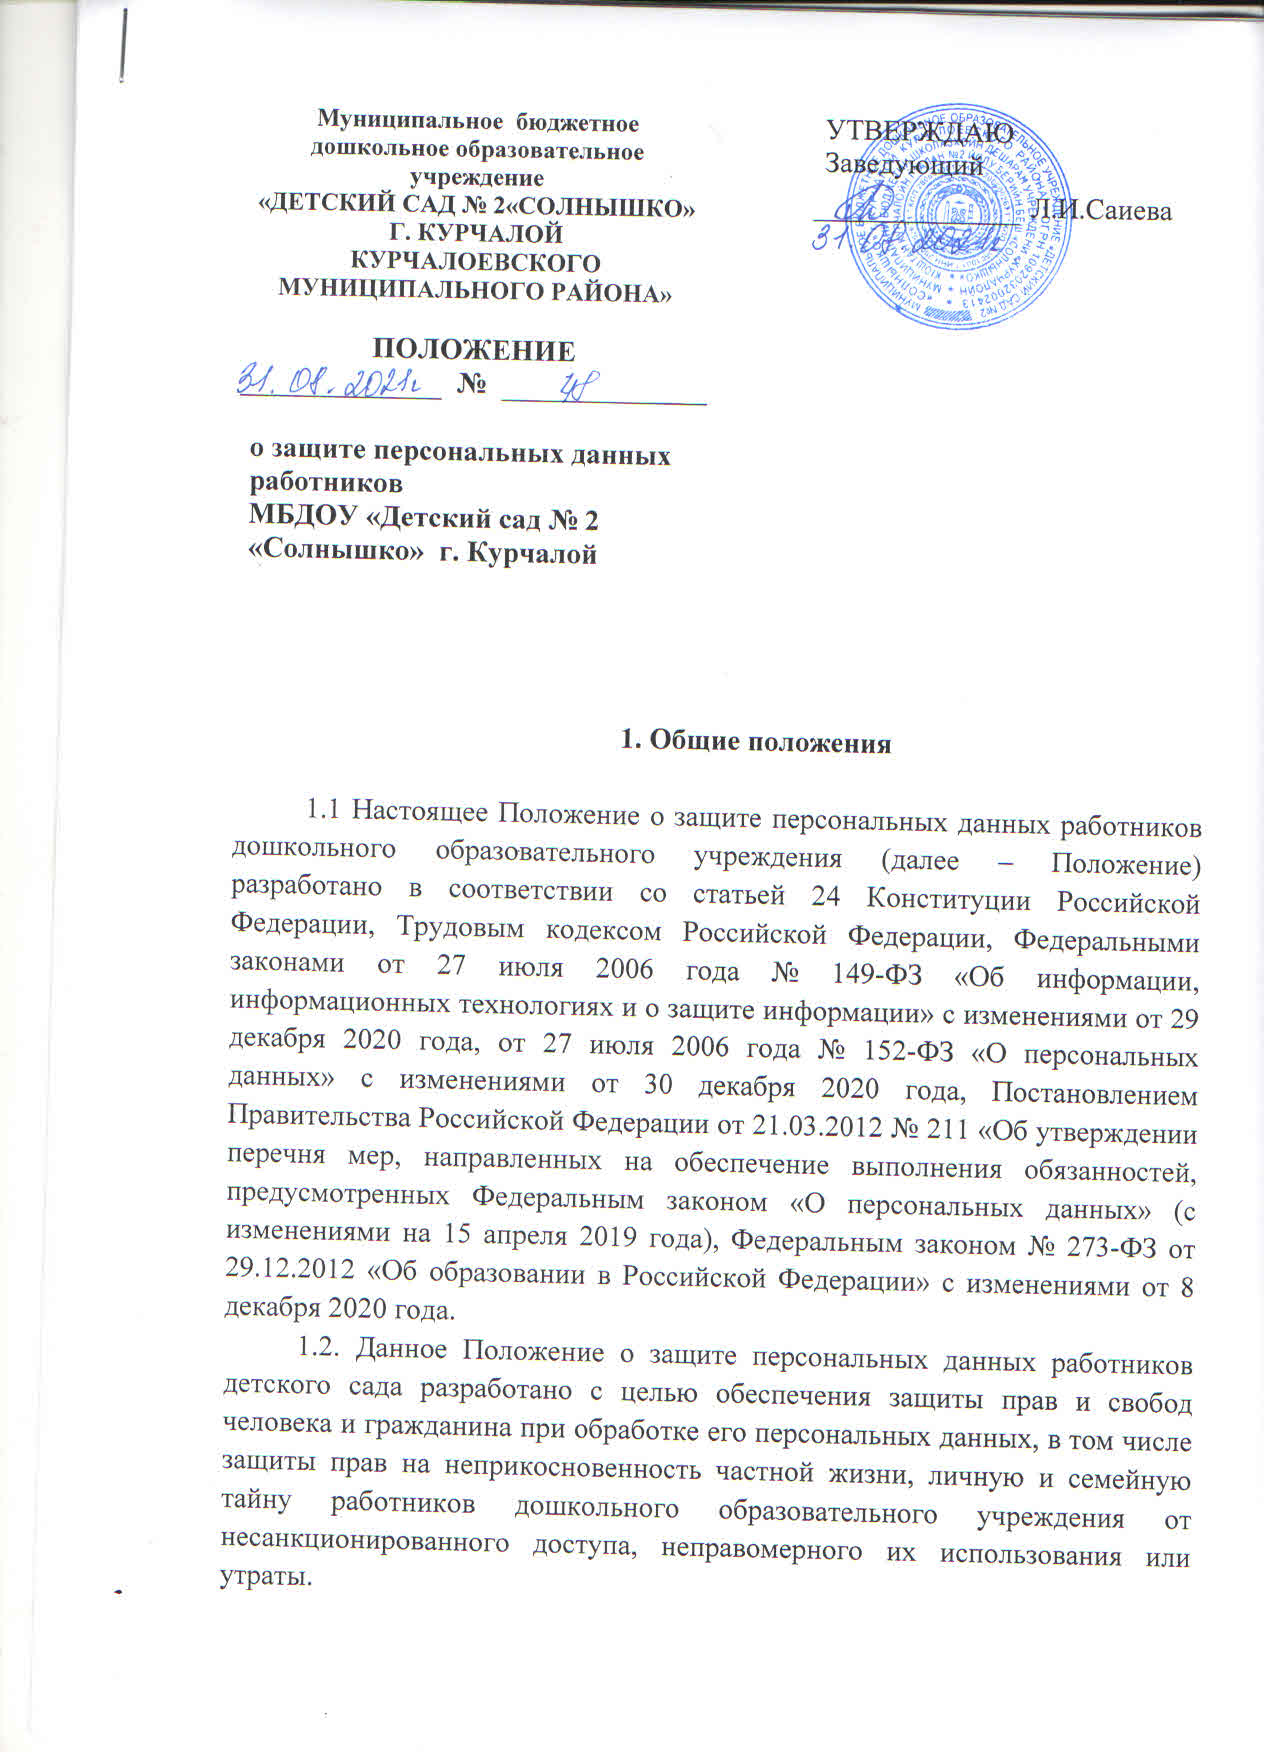 Муниципальное бюджетное
дошкольное образовательное
учреждение
«ДЕТСКИЙ САД № 2«СОЛНЫШКО»
Г. КУРЧАЛОЙ
КУРЧАЛОЕВСКОГО
МУНИЦИПАЛЬНОГО РАЙОНА»
УТВЕРЖДАЮ
Заведующий
Л.И.Саиева
31 08 2021г
ПОЛОЖЕНИЕ
31.08.2021г № 48
о защите персональных данных
работников
МБДОУ «Детский сад № 2
«Солнышко» г. Курчалой
1. Общие положения
1.1 Настоящее Положение о защите персональных данных работников
дошкольного образовательного учреждения (далее – Положение)
разработано в соответствии со статьей 24 Конституции Российской
Федерации, Трудовым кодексом Российской Федерации, Федеральными
законами от 27 июля 2006 года № 149-ФЗ «Об информации,
информационных технологиях и о защите информации» с изменениями от 29
декабря 2020 года, от 27 июля 2006 года № 152-ФЗ «О персональных
данных» с изменениями от 30 декабря 2020 года, Постановлением
Правительства Российской Федерации от 21.03.2012 № 211 «Об утверждении
перечня мер, направленных на обеспечение выполнения обязанностей,
предусмотренных Федеральным законом «О персональных данных» (с
изменениями на 15 апреля 2019 года), Федеральным законом № 273-ФЗ от
29.12.2012 «Об образовании в Российской Федерации» с изменениями от 8
декабря 2020 года.
1.2. Данное Положение о защите персональных данных работников
детского сада разработано с целью обеспечения защиты прав и свобод
человека и гражданина при обработке его персональных данных, в том числе
защиты прав на неприкосновенность частной жизни, личную и семейную
тайну работников дошкольного образовательного учреждения от
несанкционированного доступа, неправомерного их использования или
утраты.